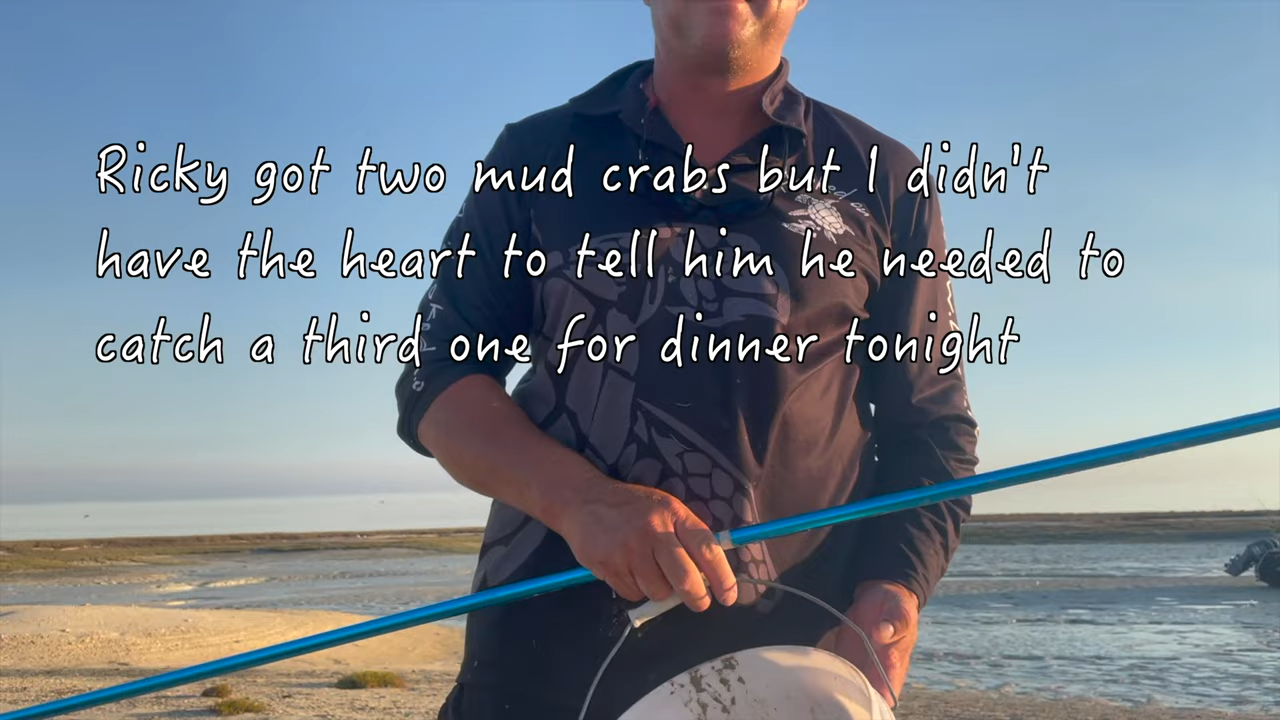 Ricky got two mud crabs but I didn't
have the heart to tell him he needed to
catch a third one for dinner tonight